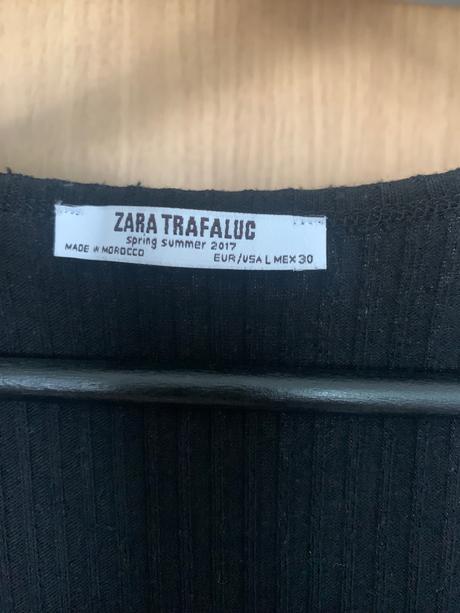 ZARA TRAFALUC
spring summer 2017
MADE IN MOROCCO
EUR/USA L MEX 30